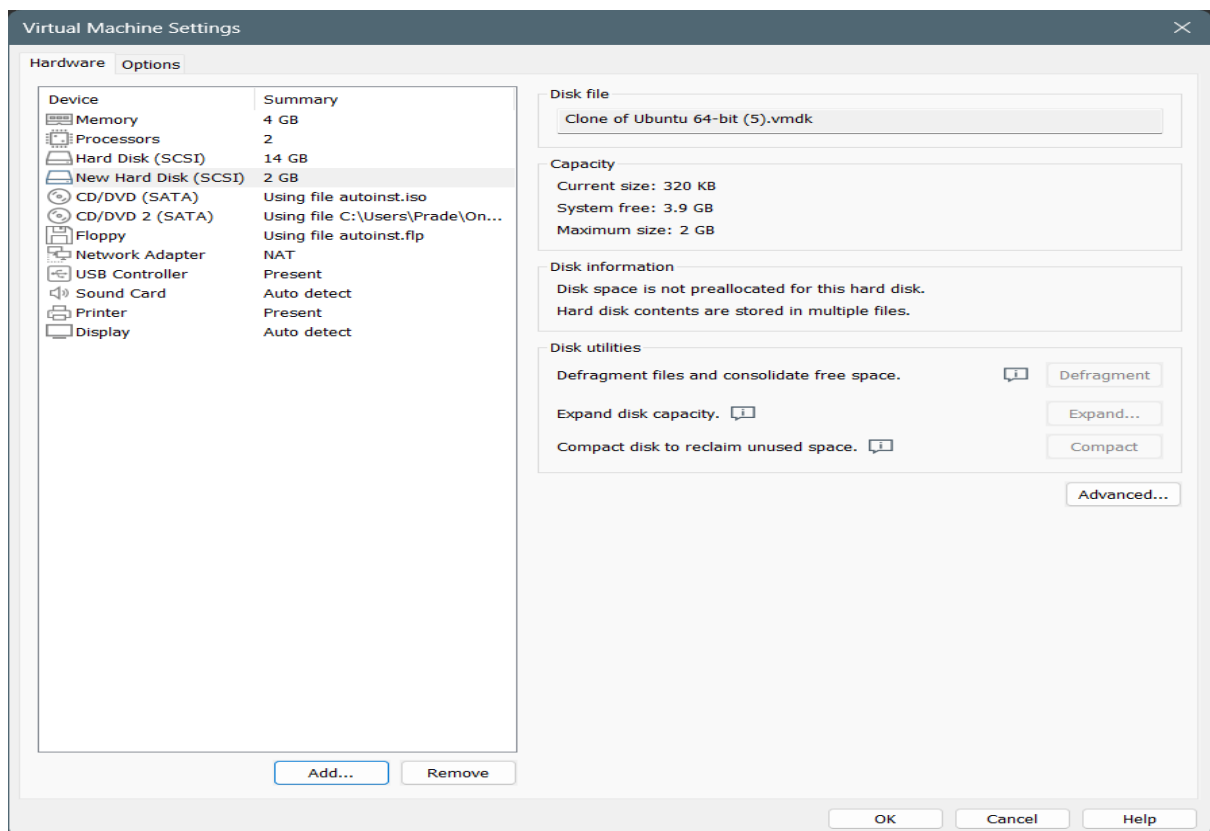 Virtual Machine Settings
Hardware Options
Device Summary
Memory 4 GB
Processors 2
Hard Disk (SCSI) 14 GB
New Hard Disk (SCSI) 2 GB
CD/DVD (SATA) Using file autoinst.iso
CD/DVD 2 (SATA) Using file C:\Users\Prade\On...
Floppy Using file autoinst.flp
Network Adapter NAT
USB Controller Present
Sound Card Auto detect
Printer Present
Display Auto detect
Add... Remove
Disk file
Clone of Ubuntu 64-bit (5).vmdk
Capacity
Current size: 320 KB
System free: 3.9 GB
Maximum size: 2 GB
Disk information
Disk space is not preallocated for this hard disk.
Hard disk contents are stored in multiple files.
Disk utilities
Defragment files and consolidate free space. Defragment
Expand disk capacity. Expand...
Compact disk to reclaim unused space. Compact
Advanced...
OK Cancel Help